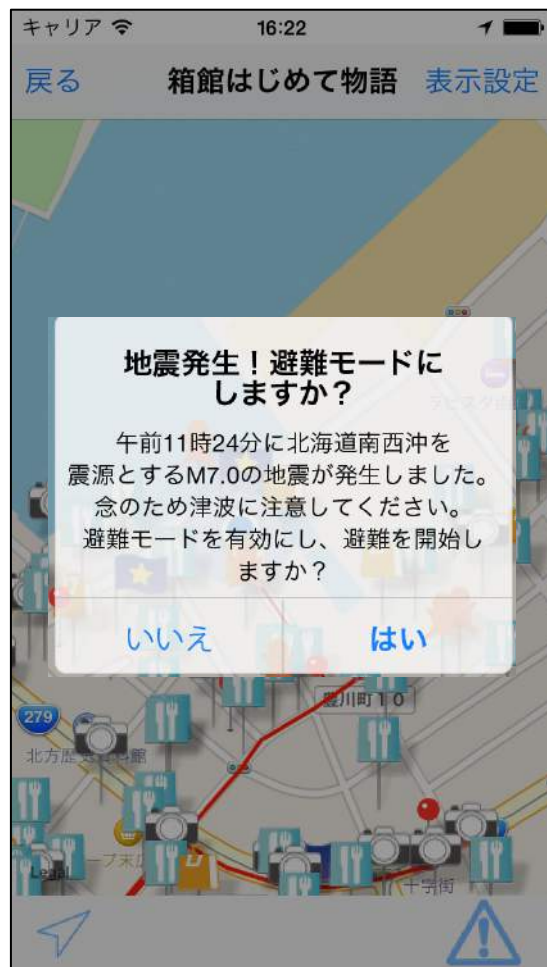 キャリア 16:22
戻る 箱館はじめて物語 表示設定
地震発生！避難モードに
しますか？
午前11時24分に北海道南西沖を
震源とするM7.0の地震が発生しました。
念のため津波に注意してください。
避難モードを有効にし、避難を開始し
ますか？
いいえ はい
豊川町10
279
北方歴
館
十字街
Legal